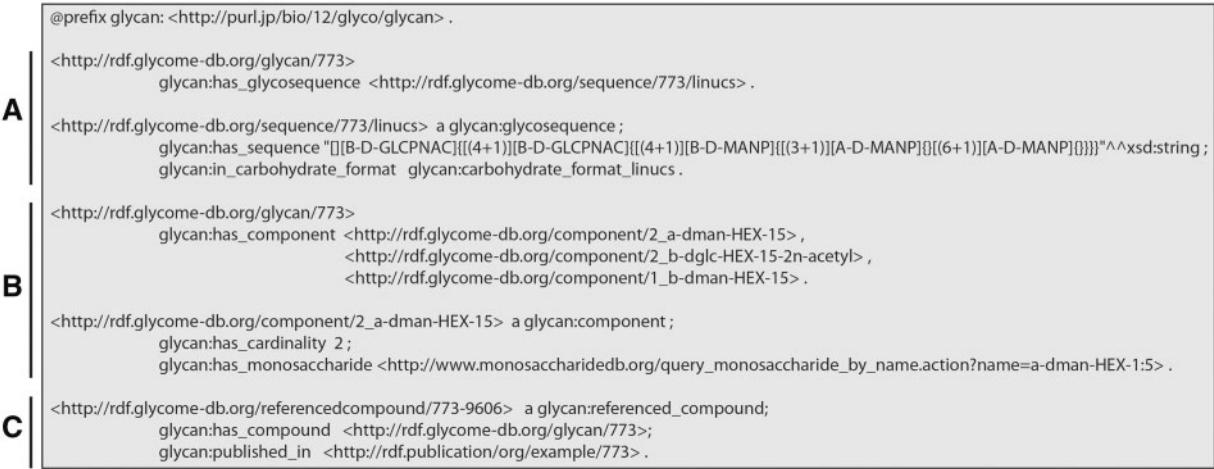 @prefix glycan: <http://purl.jp/bio/12/glyco/glycan> .
A
<http://rdf.glycome-db.org/glycan/773>
glycan:has_glycosequence <http://rdf.glycome-db.org/sequence/773/linucs> .
<http://rdf.glycome-db.org/sequence/773/linucs> a glycan:glycosequence ;
glycan:has_sequence "[][B-D-GLCPNAC]{[(4+1)][B-D-GLCPNAC]{[(4+1)][B-D-MANP]{[(3+1)][A-D-MANP]{}[(6+1)][A-D-MANP]{}}}}"^^xsd:string ;
glycan:in_carbohydrate_format glycan:carbohydrate_format_linucs .
B
<http://rdf.glycome-db.org/glycan/773>
glycan:has_component <http://rdf.glycome-db.org/component/2_a-dman-HEX-15> ,
<http://rdf.glycome-db.org/component/2_b-dglc-HEX-15-2n-acetyl> ,
<http://rdf.glycome-db.org/component/1_b-dman-HEX-15> .
<http://rdf.glycome-db.org/component/2_a-dman-HEX-15> a glycan:component ;
glycan:has_cardinality 2 ;
glycan:has_monosaccharide <http://www.monosaccharidedb.org/query_monosaccharide_by_name.action?name=a-dman-HEX-1:5> .
C
<http://rdf.glycome-db.org/referencedcompound/773-9606> a glycan:referenced_compound;
glycan:has_compound <http://rdf.glycome-db.org/glycan/773>;
glycan:published_in <http://rdf.publication/org/example/773> .